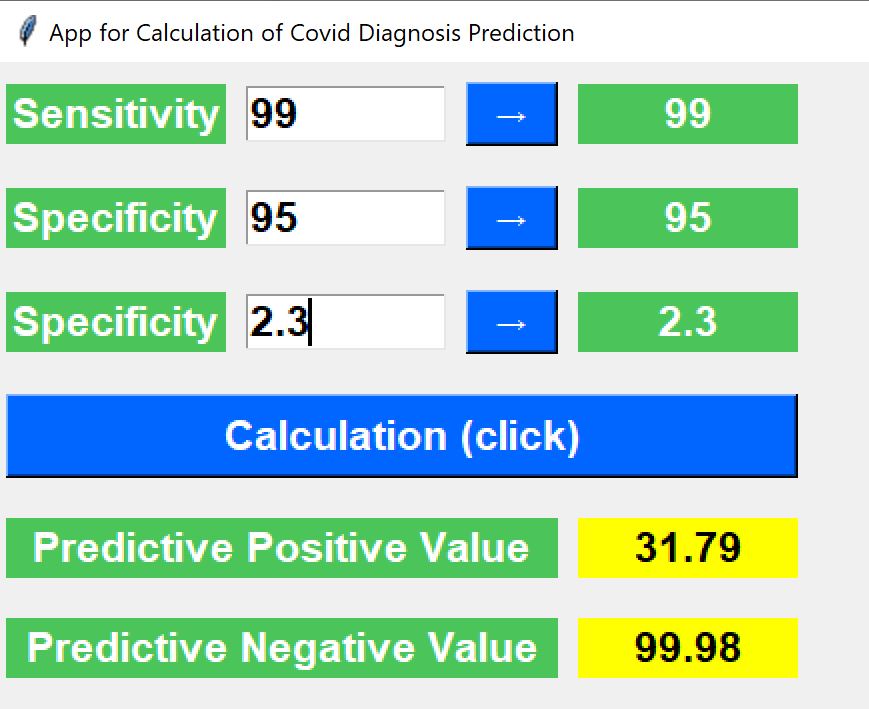 App for Calculation of Covid Diagnosis Prediction
Sensitivity 99 → 99
Specificity 95 → 95
Specificity 2.3 → 2.3
Calculation (click)
Predictive Positive Value 31.79
Predictive Negative Value 99.98